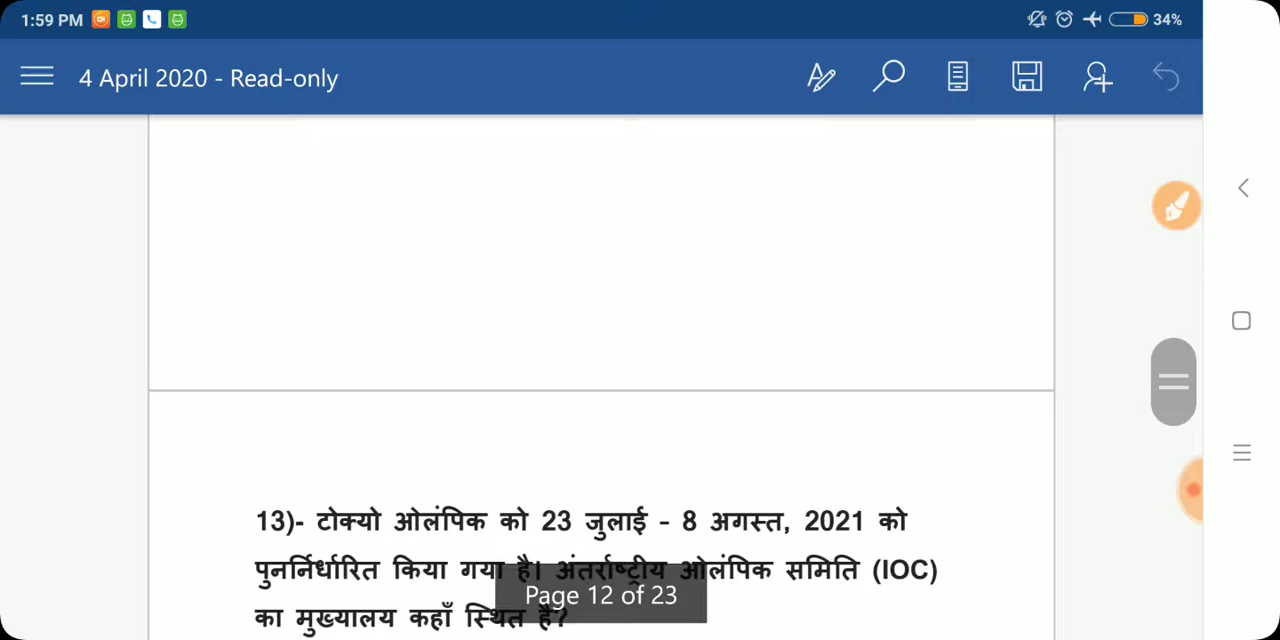 1:59 PM
34%
4 April 2020 - Read-only
13)- टोक्यो ओलंपिक को 23 जुलाई - 8 अगस्त, 2021 को
पुनर्निर्धारित किया गया है। अंतर्राष्ट्रीय ओलंपिक समिति (IOC)
Page 12 of 23
का मुख्यालय कहाँ स्थित है?